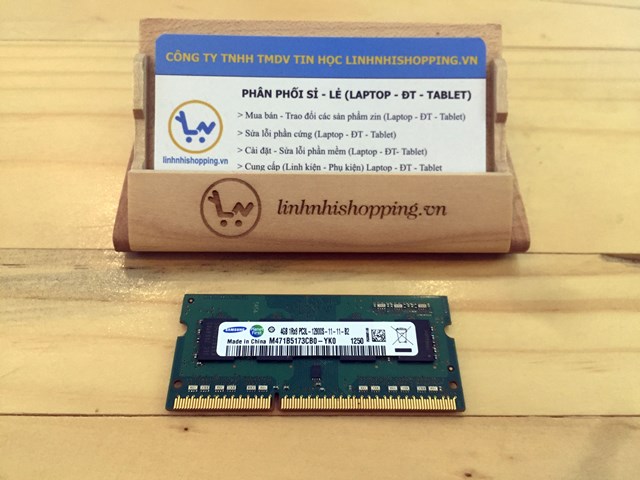 CÔNG TY TNHH TMDV TIN HỌC LINHNHISHOPPING.VN
PHÂN PHỐI SỈ - LẺ (LAPTOP - ĐT - TABLET)
> Mua bán - Trao đổi các sản phẩm zin (Laptop - ĐT - Tablet)
> Sửa lỗi phần cứng (Laptop - ĐT - Tablet)
> Cài đặt - Sửa lỗi phần mềm (Laptop - ĐT- Tablet)
> Cung cấp (Linh kiện - Phụ kiện) Laptop - ĐT - Tablet
LN
linhnhishopping.vn
LN
linhnhishopping.vn
SAMSUNG
4GB 1Rx8 PC3L-12800S-11-11-B2
Made in China
M471B5173CB0-YK0
1250